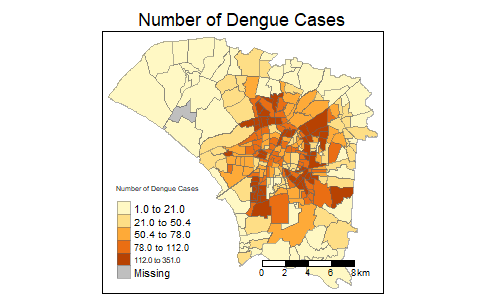 Number of Dengue Cases
Number of Dengue Cases
1.0 to 21.0
21.0 to 50.4
50.4 to 78.0
78.0 to 112.0
112.0 to 351.0
Missing
0 2 4 6 8km